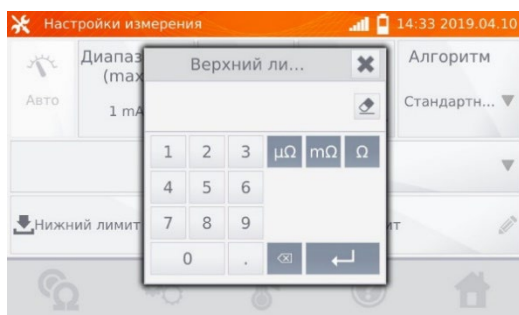 Настройки измерения 14:33 2019.04.10
Диапаз
(max
1 mA
Авто
Верхний ли...
1 2 3 µΩ mΩ Ω
4 5 6
7 8 9
0 .
Алгоритм
Стандартн...
Нижний лимит
ит